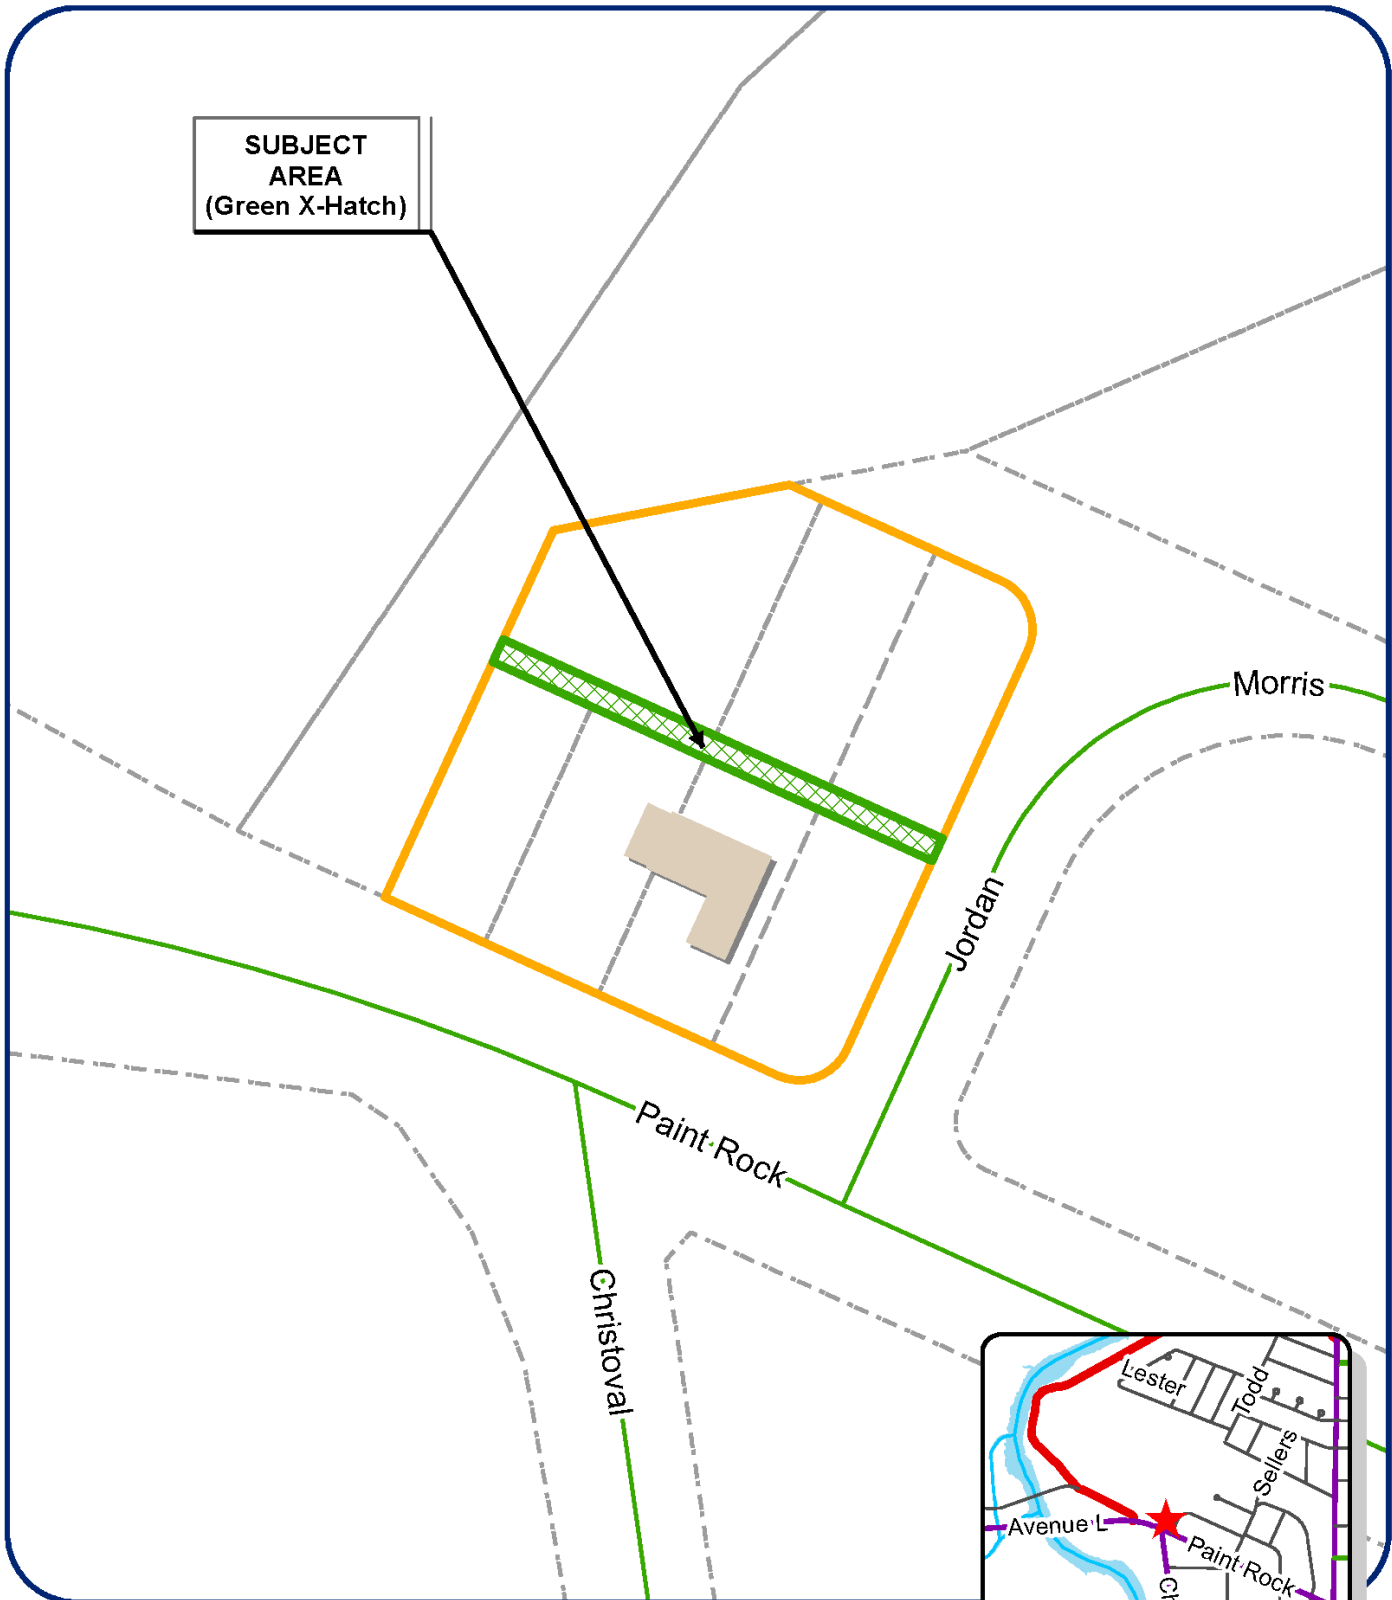 SUBJECT
AREA
(Green X-Hatch)
Morris
Jordan
Paint Rock
Christoval
Lester
Todd
Sellers
Avenue L
Paint Rock